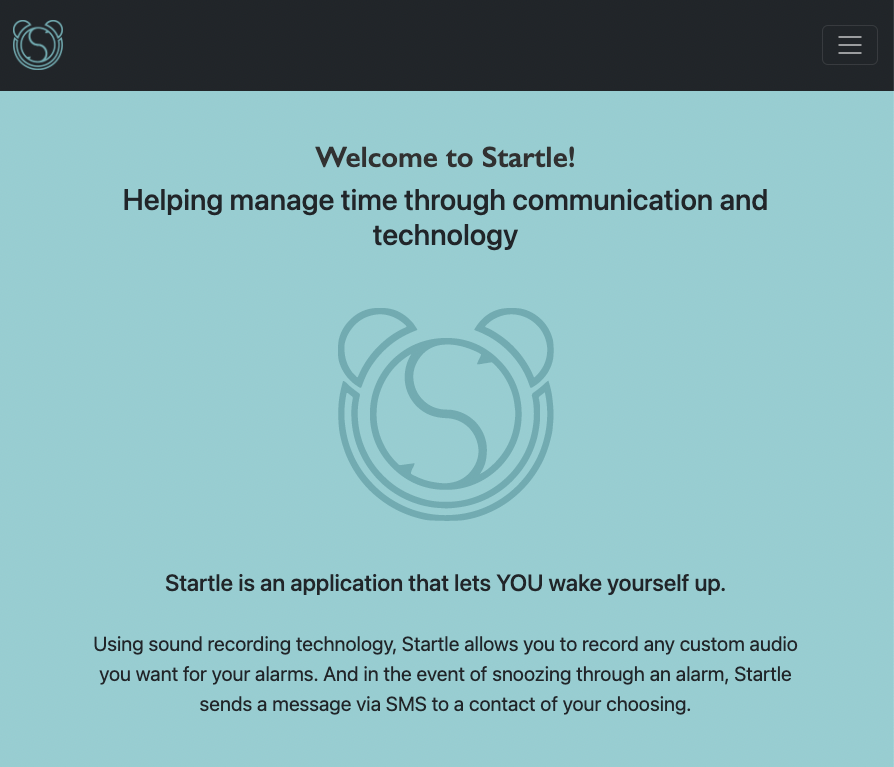 Welcome to Startle!
Helping manage time through communication and
technology
Startle is an application that lets YOU wake yourself up.
Using sound recording technology, Startle allows you to record any custom audio
you want for your alarms. And in the event of snoozing through an alarm, Startle
sends a message via SMS to a contact of your choosing.